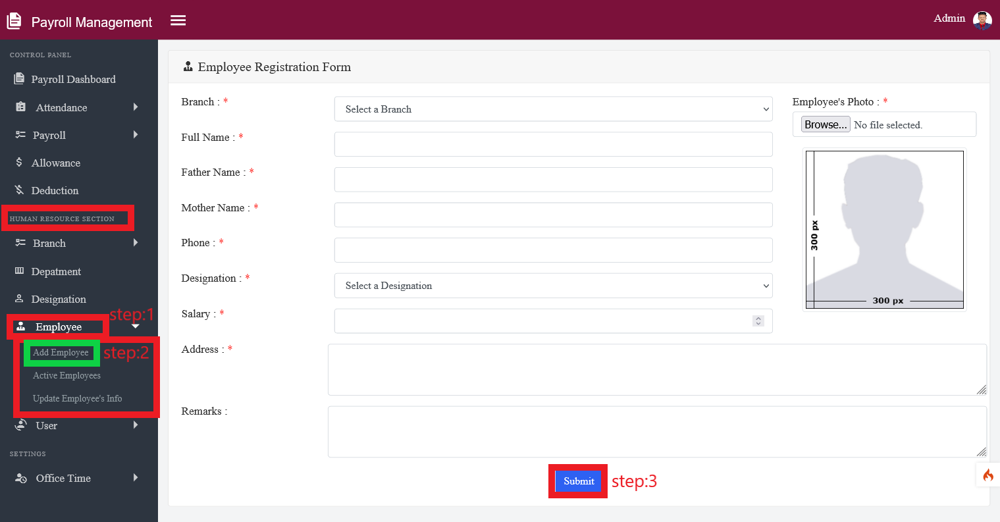 Payroll Management
Admin
CONTROL PANEL
Payroll Dashboard
Attendance
Payroll
Allowance
Deduction
HUMAN RESOURCE SECTION
Branch
Depatment
Designation
step:1
Employee
Add Employee
step:2
Active Employees
Update Employee's Info
User
SETTINGS
Office Time
Employee Registration Form
Branch : *
Select a Branch
Full Name : *
Father Name : *
Mother Name : *
Phone : *
Designation : *
Select a Designation
Salary : *
Address : *
Remarks :
Employee's Photo : *
Browse... No file selected.
300 px
300 px
Submit
step:3